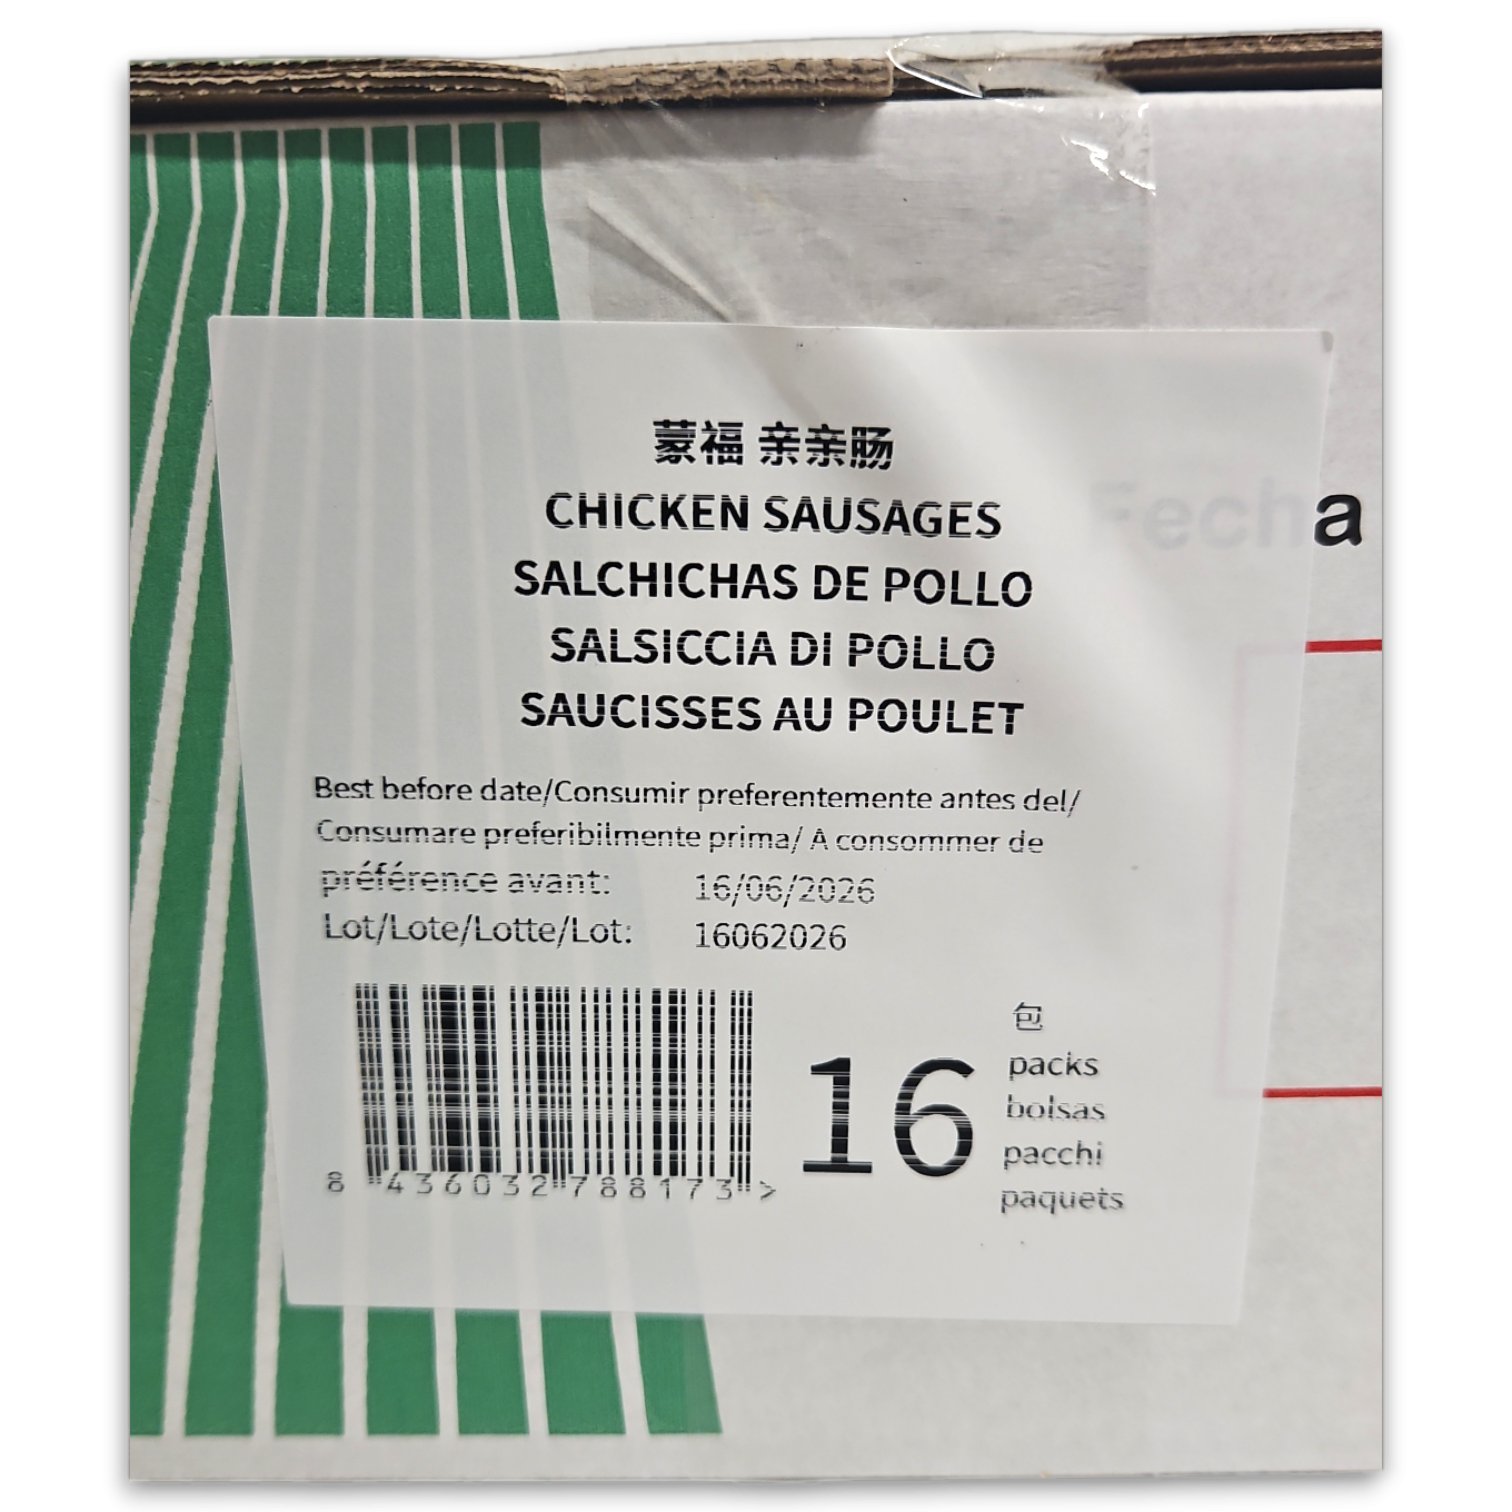 蒙福 亲亲肠
CHICKEN SAUSAGES
Fecha
SALCHICHAS DE POLLO
SALSICCIA DI POLLO
SAUCISSES AU POULET
Best before date/Consumir preferentemente antes del/
Consumare preferibilmente prima/ A consommer de
préférence avant: 16/06/2026
Lot/Lote/Lotte/Lot: 16062026
16
包
packs
bolsas
pacchi
paquets
8 436032 788173 >